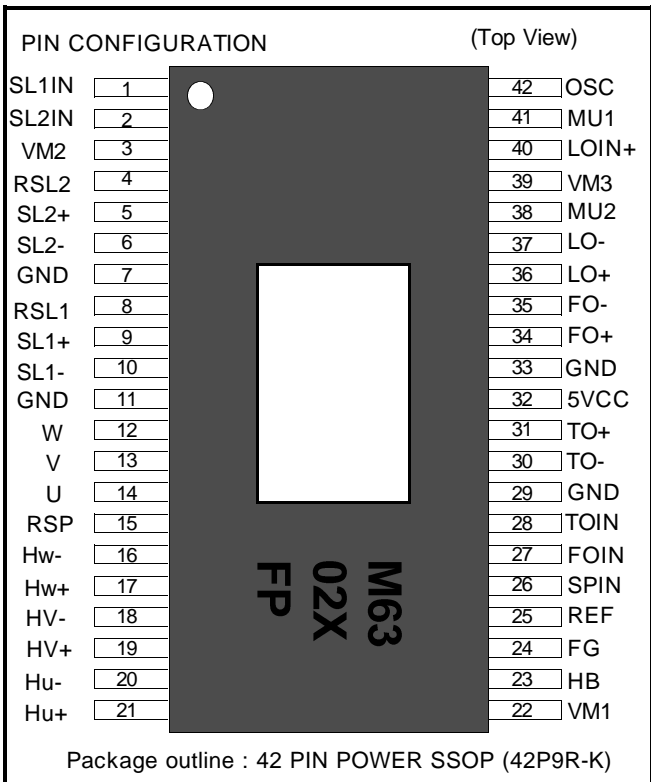 PIN CONFIGURATION (Top View)
SL1IN 1 42 OSC
SL2IN 2 41 MU1
VM2 3 40 LOIN+
RSL2 4 39 VM3
SL2+ 5 38 MU2
SL2- 6 37 LO-
GND 7 36 LO+
RSL1 8 35 FO-
SL1+ 9 34 FO+
SL1- 10 33 GND
GND 11 32 5VCC
W 12 31 TO+
V 13 30 TO-
U 14 29 GND
RSP 15 28 TOIN
Hw- 16 27 FOIN
Hw+ 17 26 SPIN
HV- 18 25 REF
HV+ 19 24 FG
Hu- 20 23 HB
Hu+ 21 22 VM1
M63
02X
FP
Package outline : 42 PIN POWER SSOP (42P9R-K)